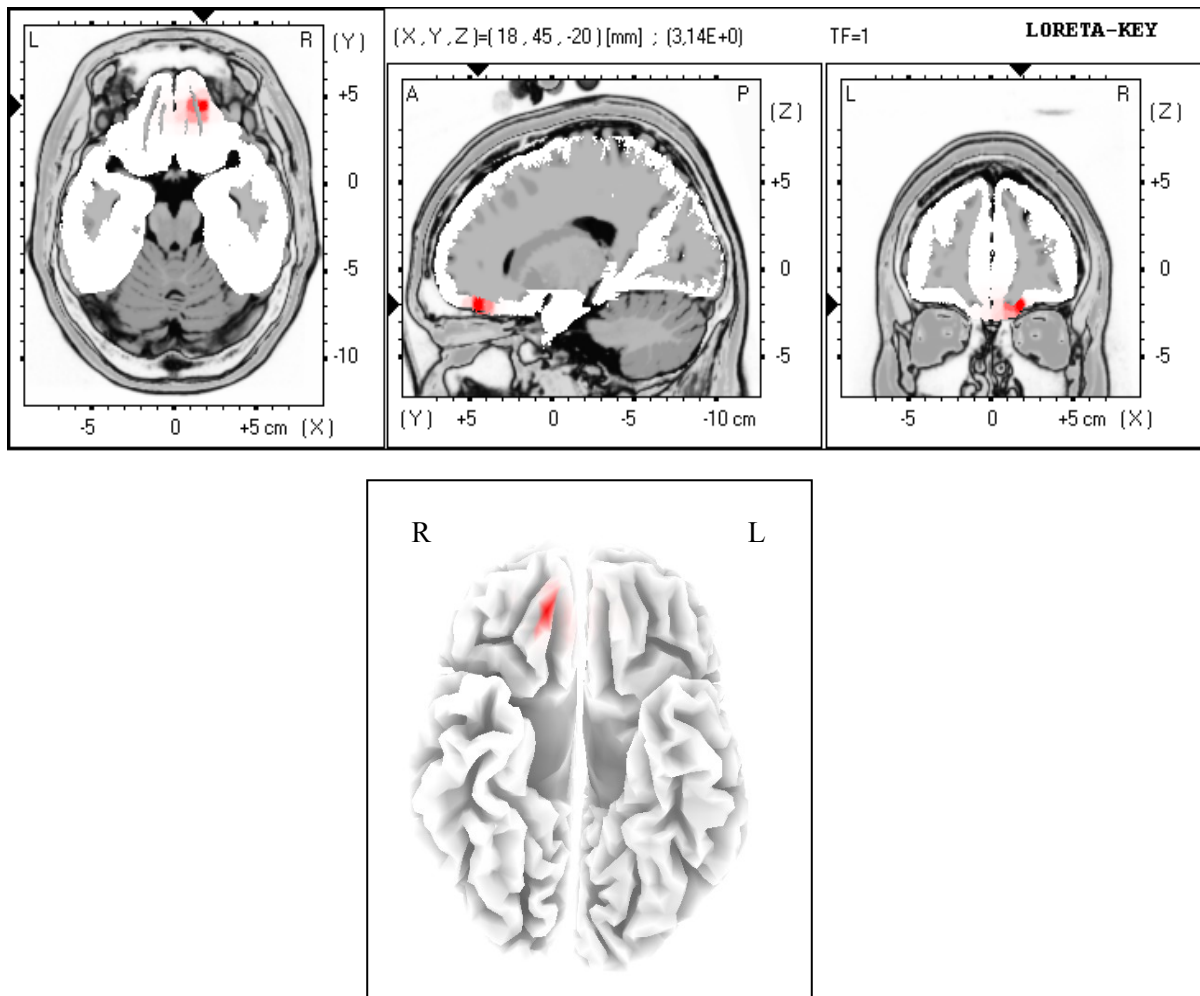 (X,Y,Z)=(18,45,-20)[mm] ; (3,14E+0) TF=1 LORETA-KEY
L R (Y)
+5
0
-5
-10
-5 0 +5 cm (X)
A P (Z)
+5
0
-5
(Y) +5 0 -5 -10 cm
L R (Z)
+5
0
-5
-5 0 +5 cm (X)
R L